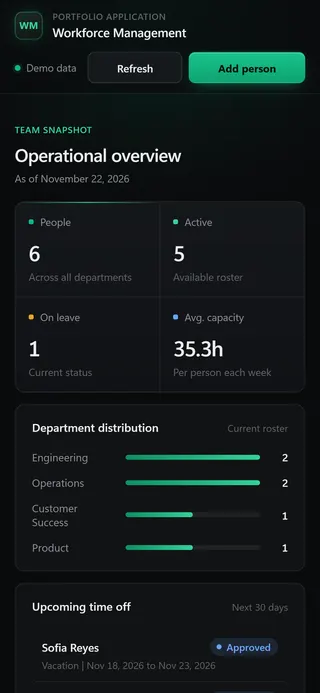 WM
PORTFOLIO APPLICATION
Workforce Management
Demo data
Refresh
Add person
TEAM SNAPSHOT
Operational overview
As of November 22, 2026
People
6
Across all departments
Active
5
Available roster
On leave
1
Current status
Avg. capacity
35.3h
Per person each week
Department distribution
Current roster
Engineering 2
Operations 2
Customer
Success 1
Product 1
Upcoming time off
Next 30 days
Sofia Reyes
Approved
Vacation | Nov 18, 2026 to Nov 23, 2026